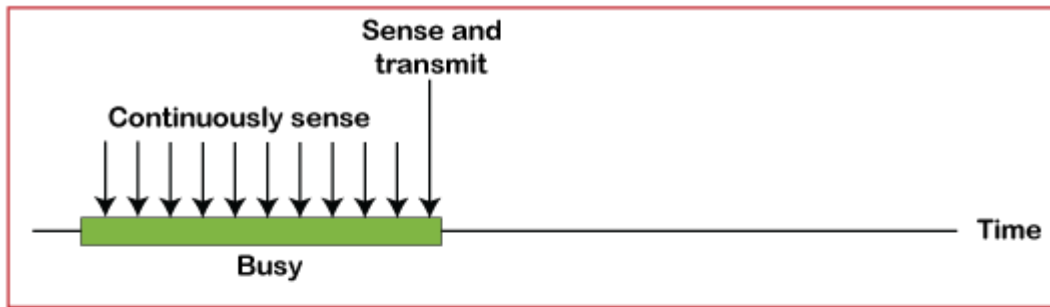 Sense and
transmit
Continuously sense
Time
Busy